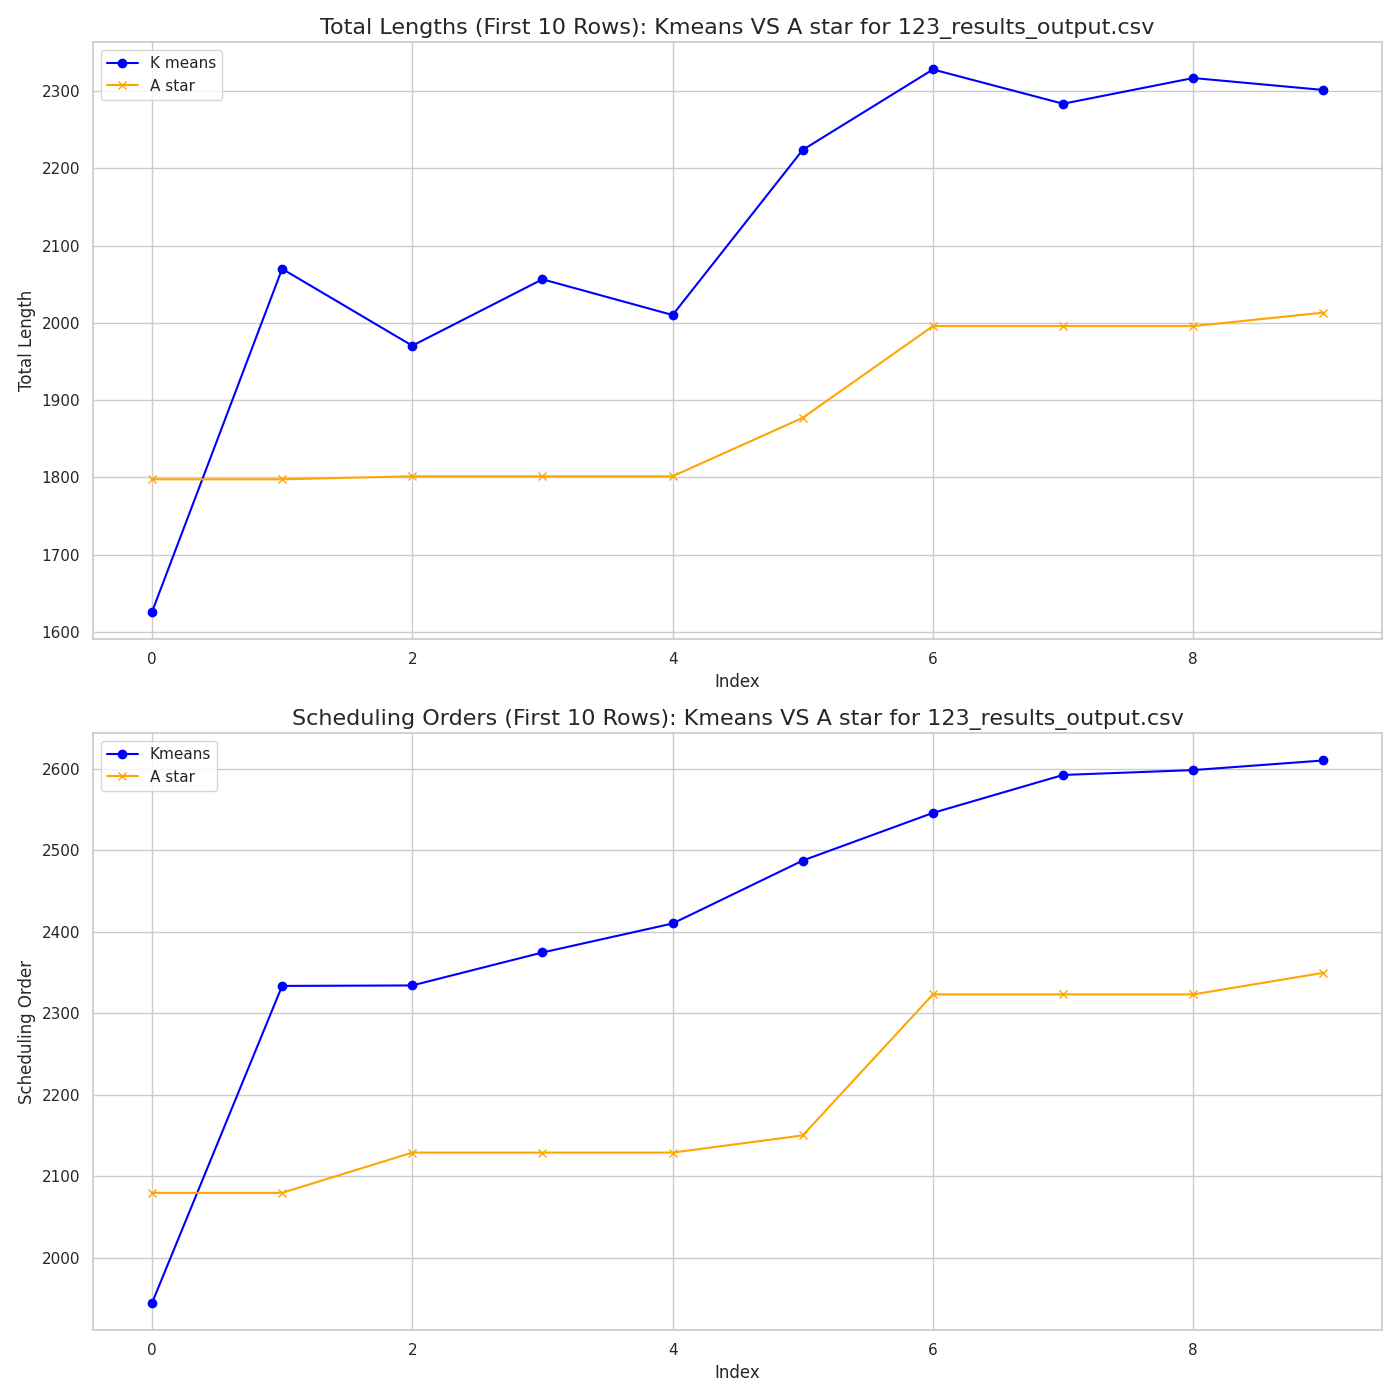 Total Lengths (First 10 Rows): Kmeans VS A star for 123_results_output.csv
K means
A star
2300
2200
2100
2000
1900
1800
1700
1600
Total Length
0 2 4 6 8
Index
Scheduling Orders (First 10 Rows): Kmeans VS A star for 123_results_output.csv
Kmeans
A star
2600
2500
2400
2300
2200
2100
2000
Scheduling Order
0 2 4 6 8
Index